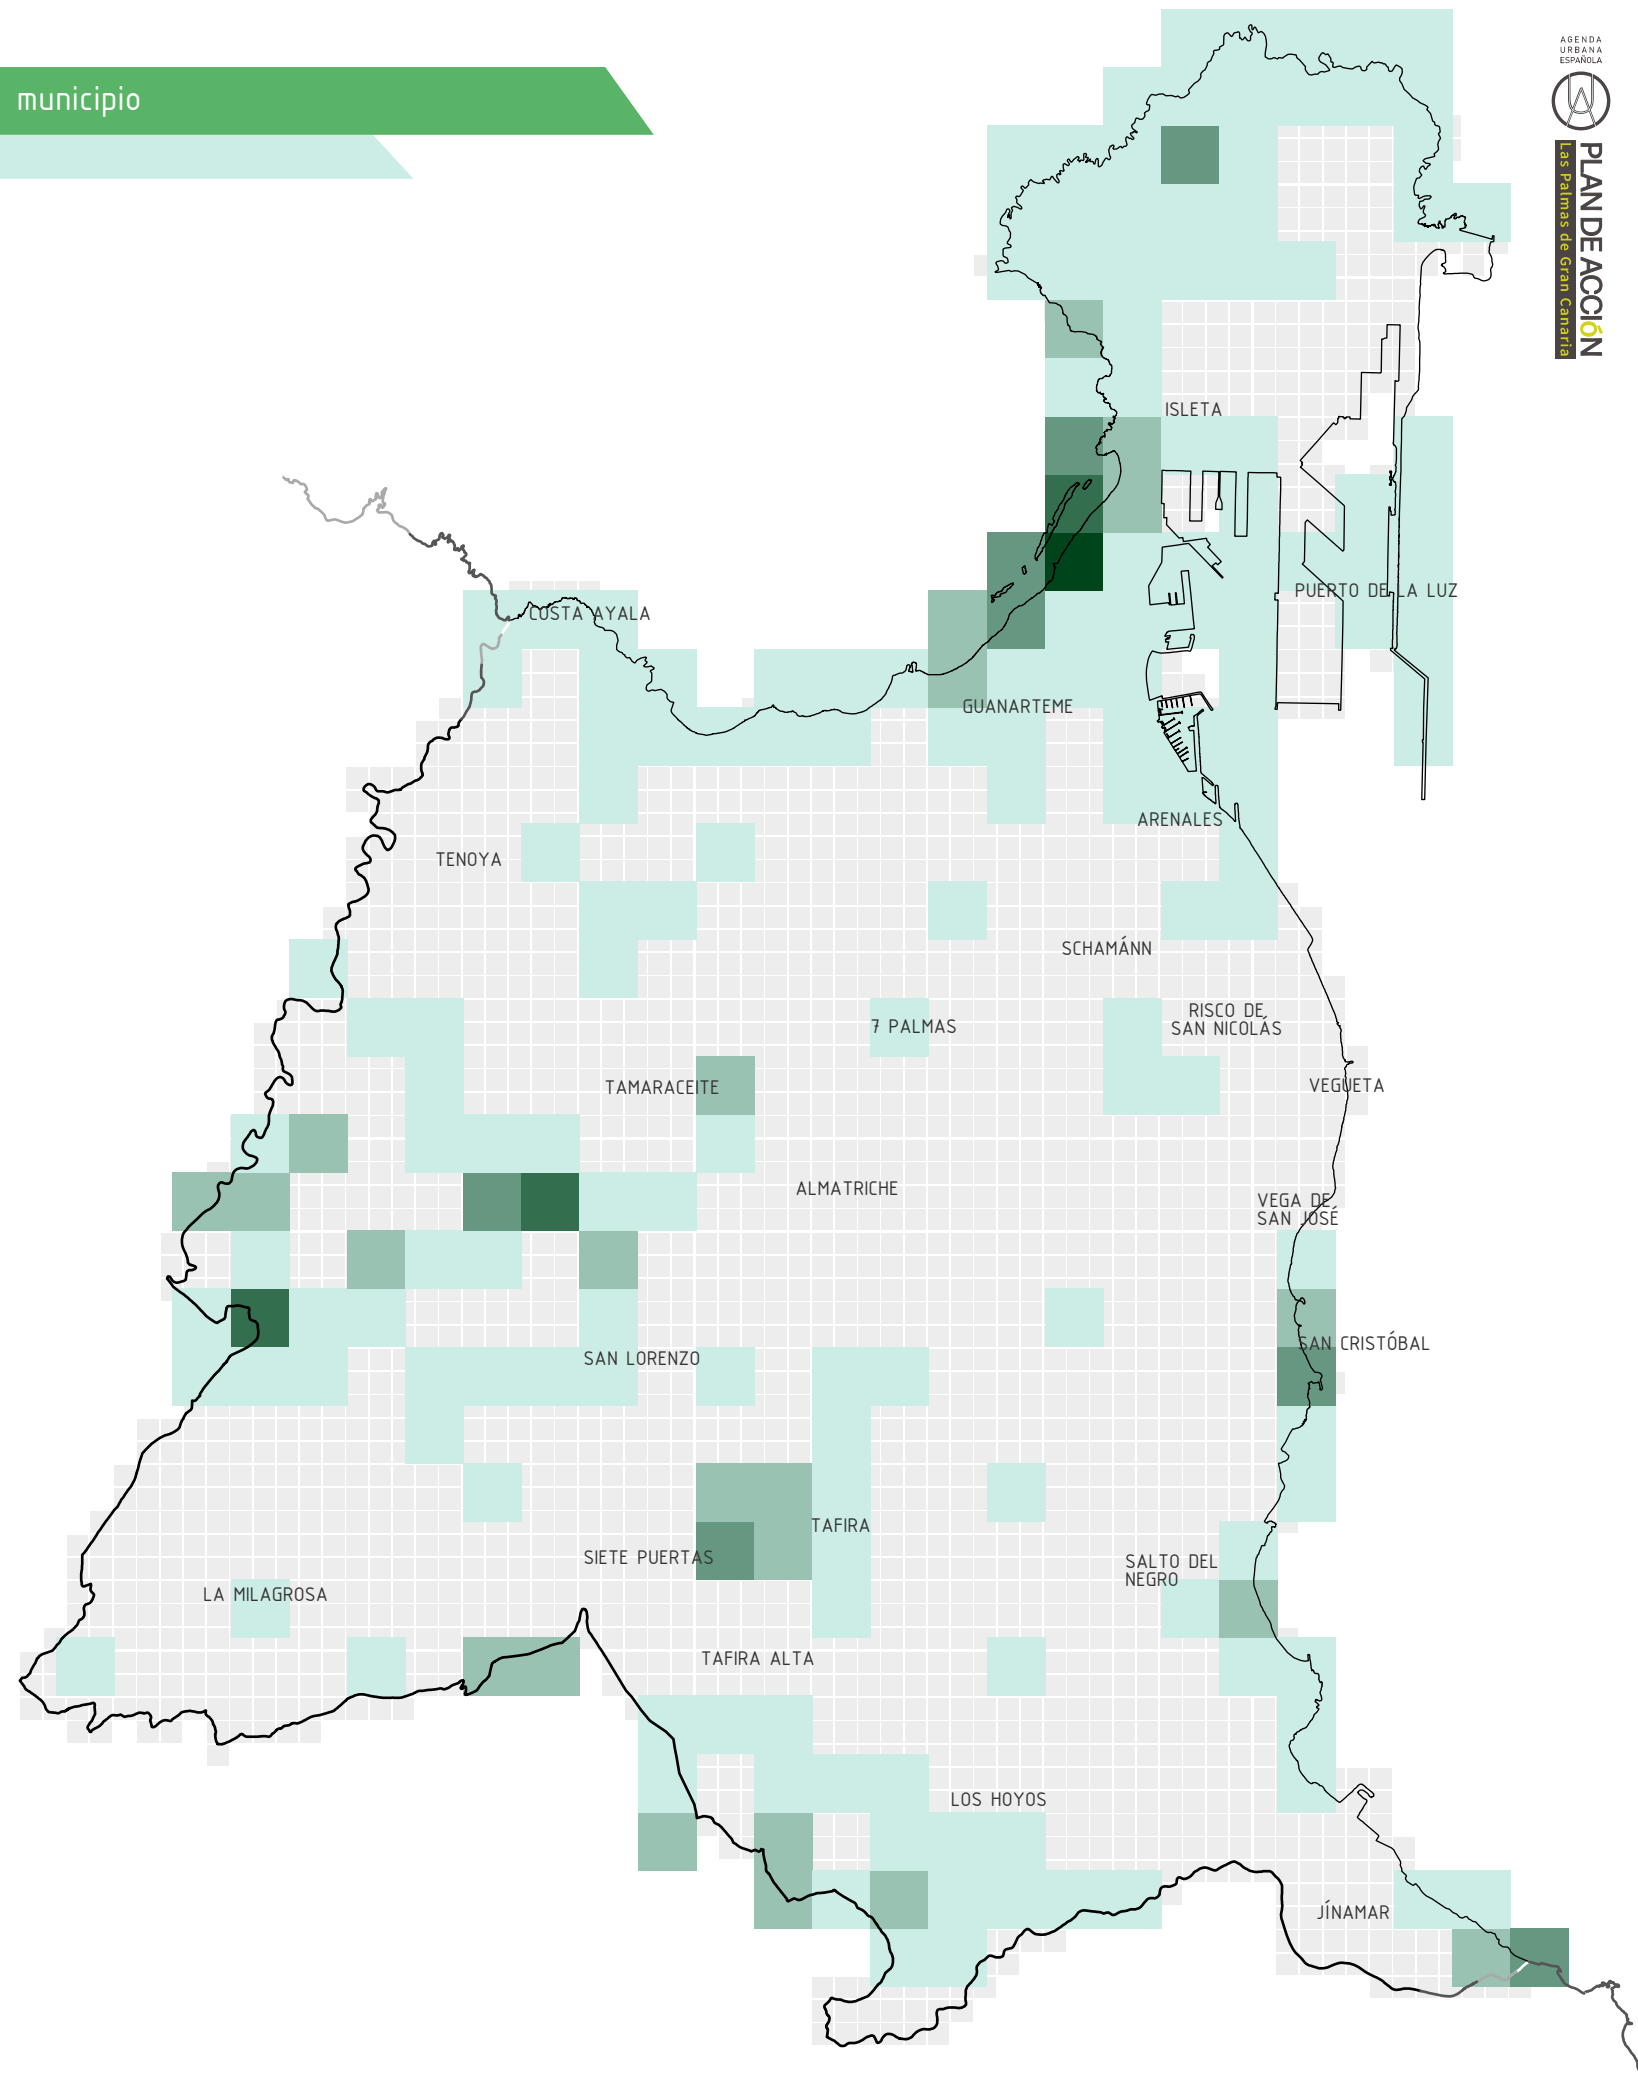 municipio
AGENDA
URBANA
ESPAÑOLA
PLAN DE ACCIÓN
Las Palmas de Gran Canaria
ISLETA
PUERTO DE LA LUZ
COSTA AYALA
GUANARTEME
ARENALES
TENOYA
SCHAMÁNN
RISCO DE
SAN NICOLÁS
7 PALMAS
TAMARACEITE
VEGUETA
ALMATRICHE
VEGA DE
SAN JOSÉ
SAN CRISTÓBAL
SAN LORENZO
TAFIRA
SIETE PUERTAS
SALTO DEL
NEGRO
LA MILAGROSA
TAFIRA ALTA
LOS HOYOS
JÍNAMAR